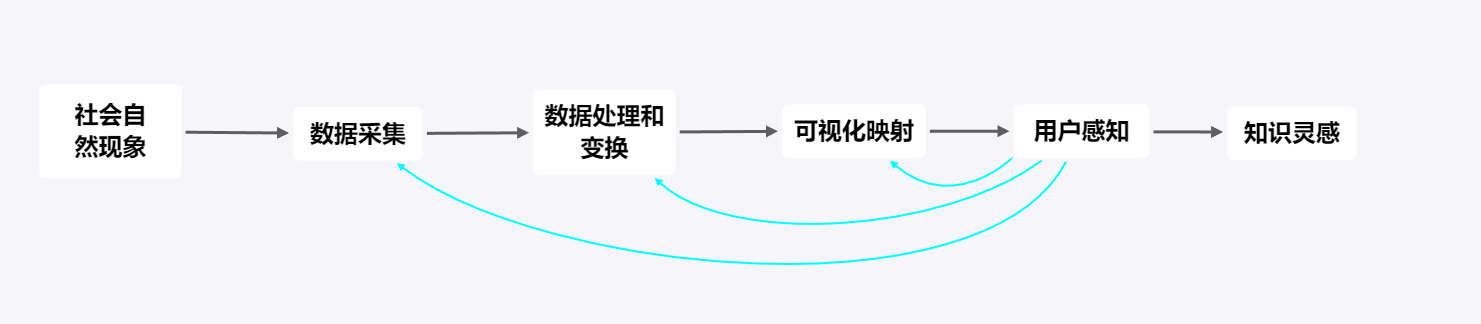 社会自
然现象
数据采集
数据处理和
变换
可视化映射
用户感知
知识灵感